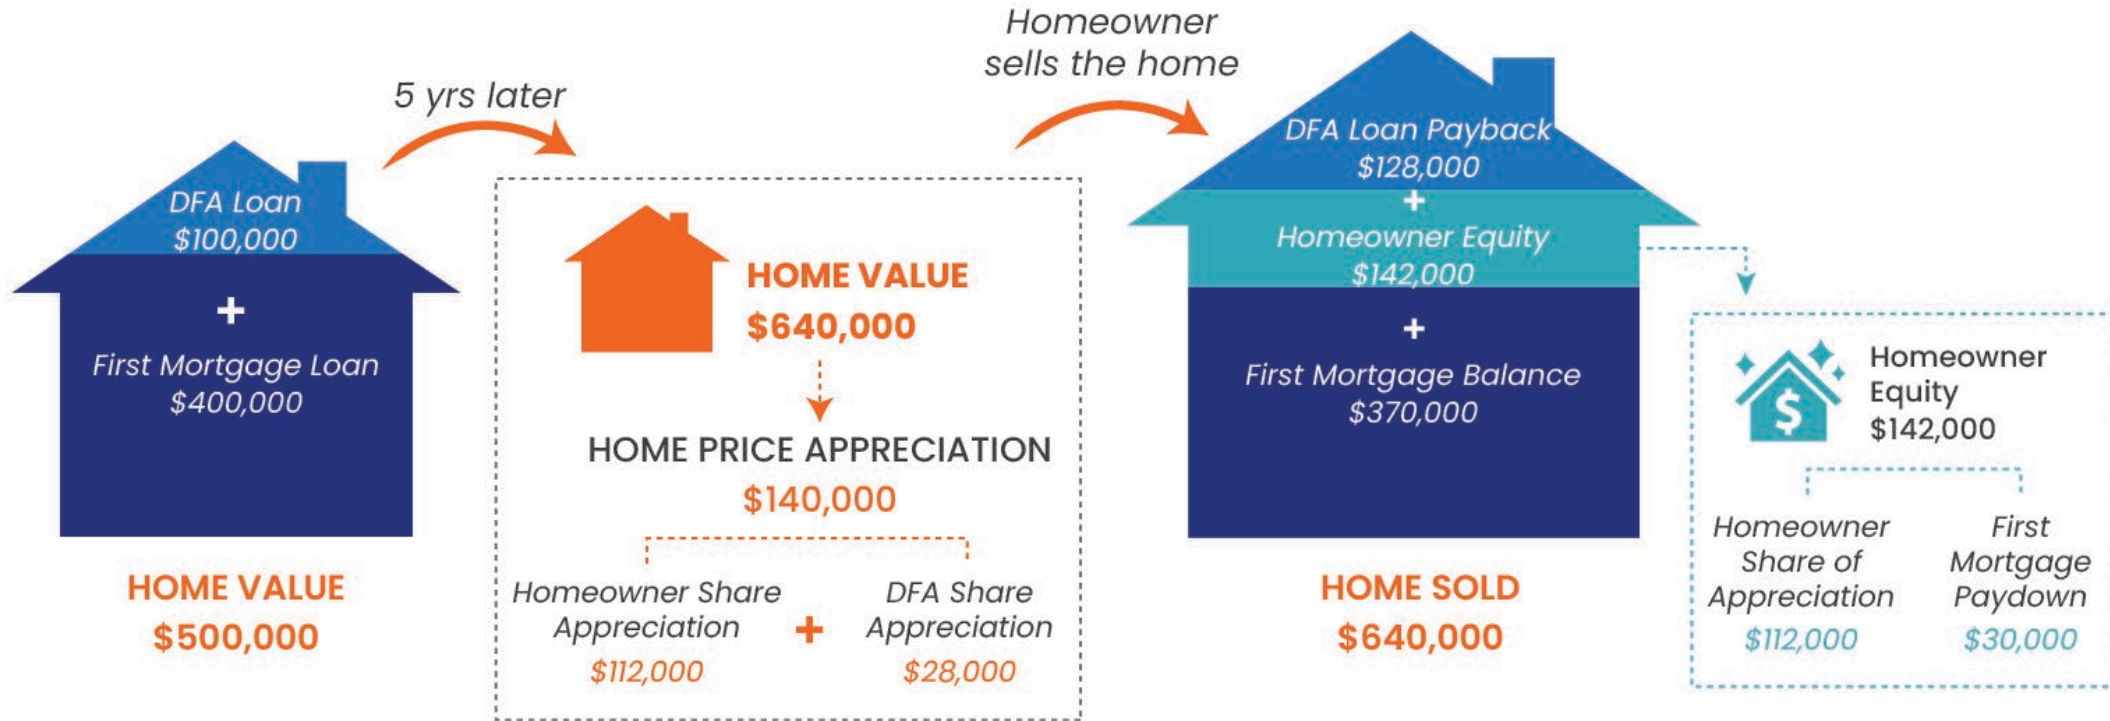 DFA Loan
$100,000
+
First Mortgage Loan
$400,000
HOME VALUE
$500,000
5 yrs later
HOME VALUE
$640,000
HOME PRICE APPRECIATION
$140,000
Homeowner Share
Appreciation
$112,000
+
DFA Share
Appreciation
$28,000
Homeowner
sells the home
DFA Loan Payback
$128,000
+
Homeowner Equity
$142,000
+
First Mortgage Balance
$370,000
HOME SOLD
$640,000
$
Homeowner
Equity
$142,000
Homeowner
Share of
Appreciation
$112,000
First
Mortgage
Paydown
$30,000